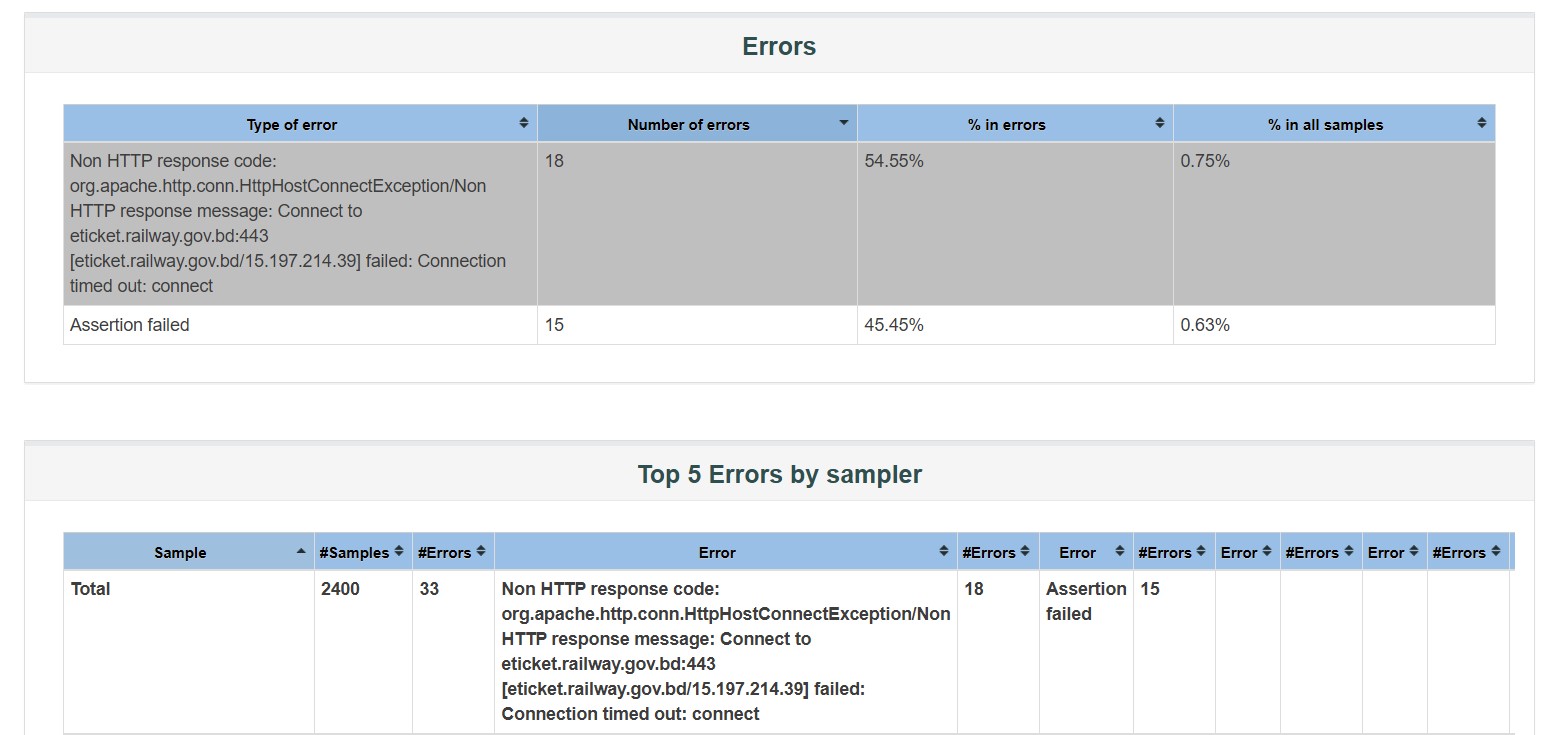 Errors
Type of error Number of errors % in errors % in all samples
Non HTTP response code: 18 54.55% 0.75%
org.apache.http.conn.HttpHostConnectException/Non
HTTP response message: Connect to
eticket.railway.gov.bd:443
[eticket.railway.gov.bd/15.197.214.39] failed: Connection
timed out: connect
Assertion failed 15 45.45% 0.63%
Top 5 Errors by sampler
Sample #Samples #Errors Error #Errors Error #Errors Error #Errors Error #Errors
Total 2400 33 Non HTTP response code: 18 Assertion 15
org.apache.http.conn.HttpHostConnectException/Non failed
HTTP response message: Connect to
eticket.railway.gov.bd:443
[eticket.railway.gov.bd/15.197.214.39] failed:
Connection timed out: connect